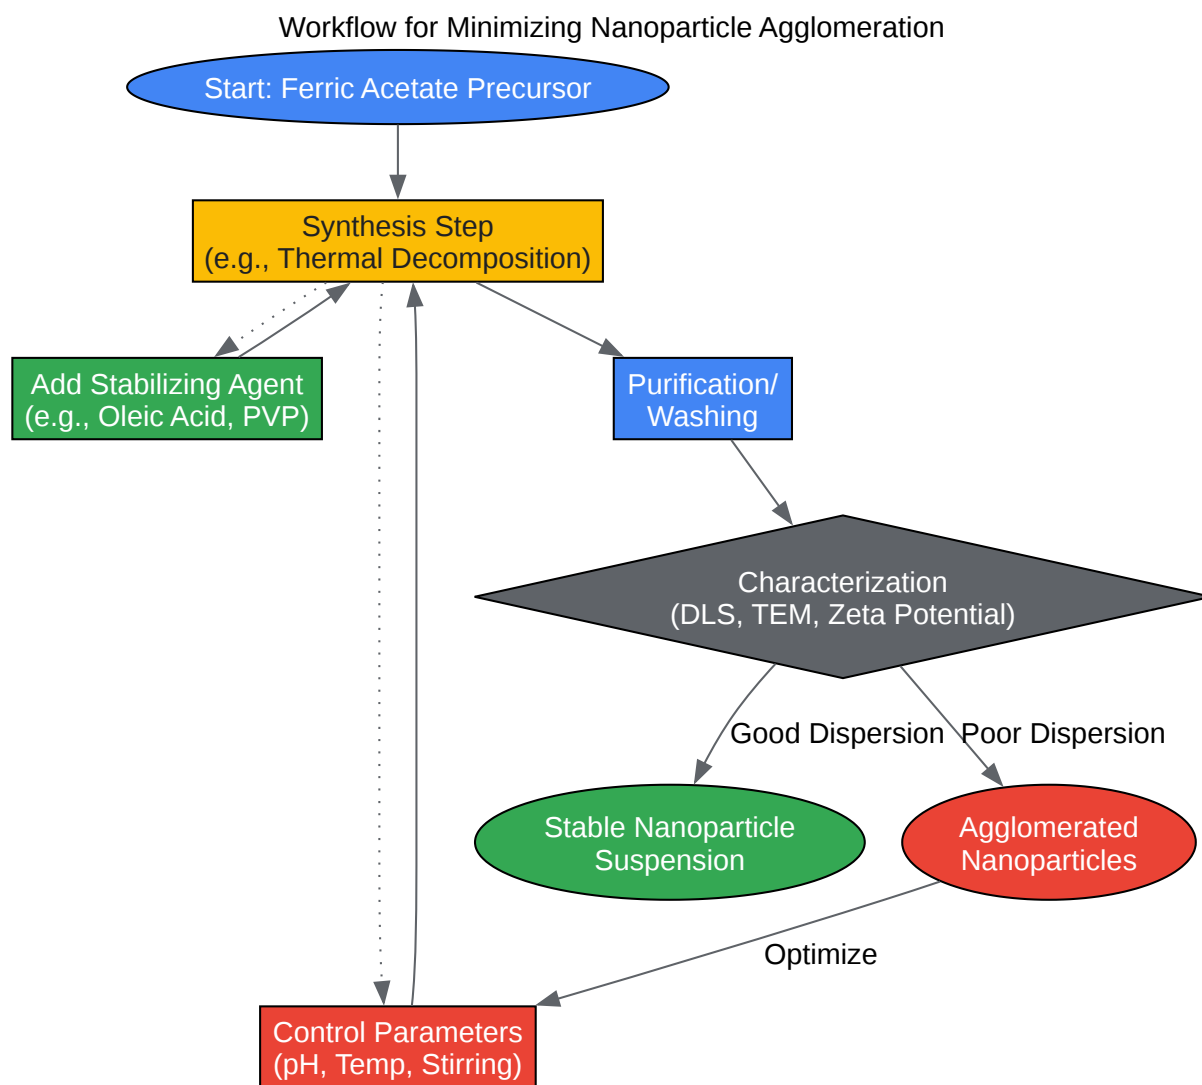 Workflow for Minimizing Nanoparticle Agglomeration
Start: Ferric Acetate Precursor
Synthesis Step
(e.g., Thermal Decomposition)
Add Stabilizing Agent
(e.g., Oleic Acid, PVP)
Purification/
Washing
Characterization
(DLS, TEM, Zeta Potential)
Good Dispersion
Poor Dispersion
Stable Nanoparticle
Suspension
Agglomerated
Nanoparticles
Optimize
Control Parameters
(pH, Temp, Stirring)